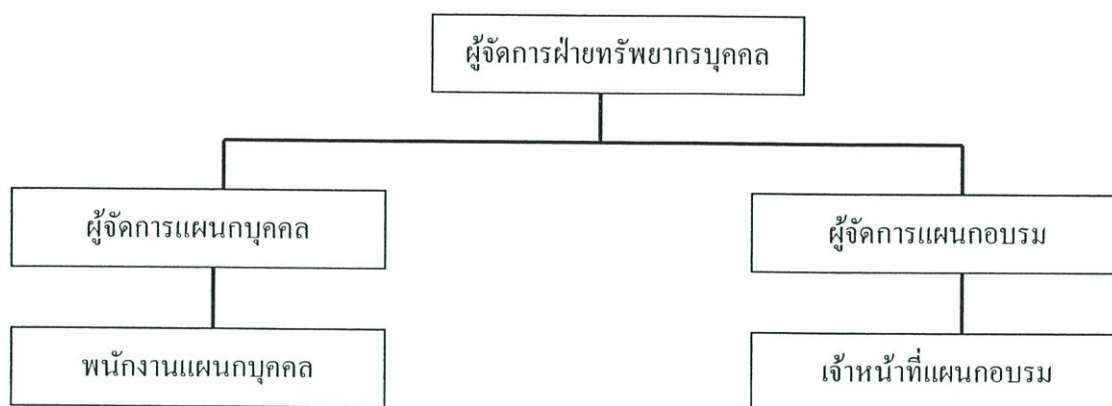 ผู้จัดการฝ่ายทรัพยากรบุคคล
ผู้จัดการแผนกบุคคล
ผู้จัดการแผนกอบรม
พนักงานแผนกบุคคล
เจ้าหน้าที่แผนกอบรม